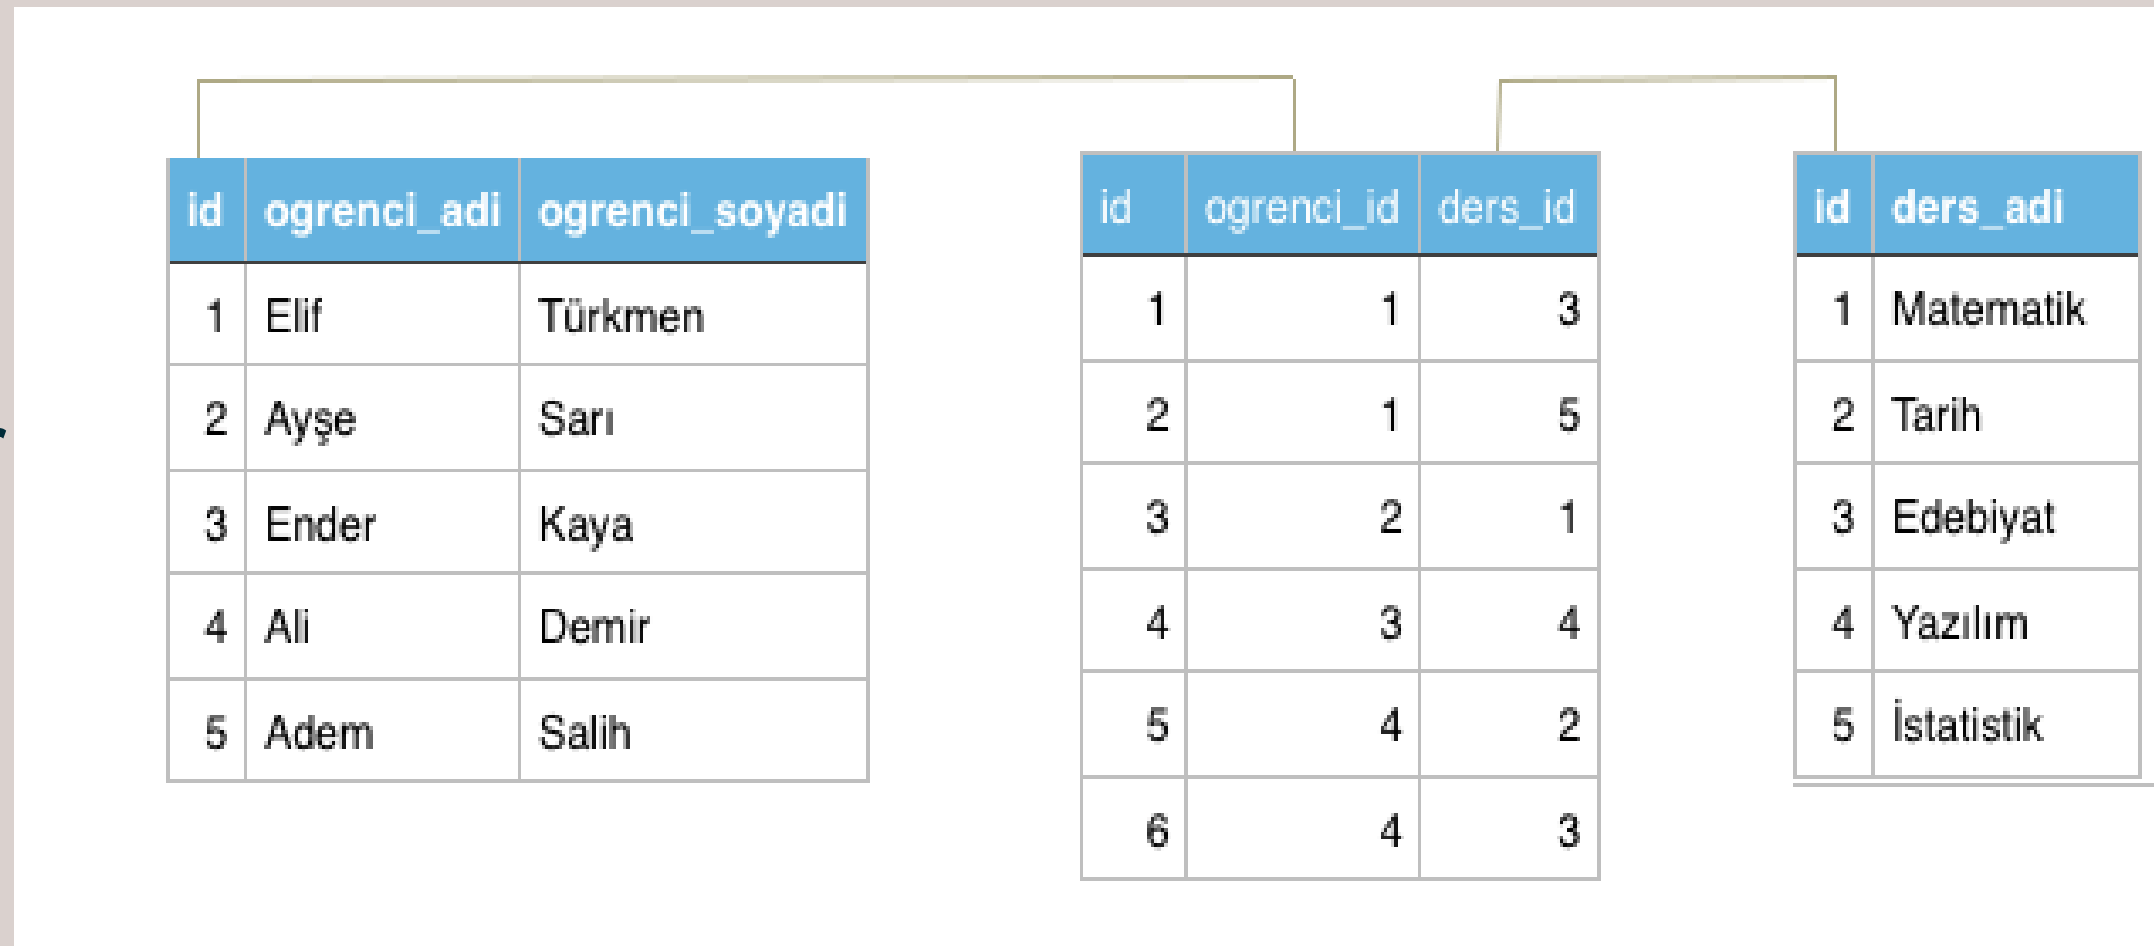 id ogrenci_adi ogrenci_soyadi
1 Elif Türkmen
2 Ayşe Sarı
3 Ender Kaya
4 Ali Demir
5 Adem Salih
id ogrenci_id ders_id
1 1 3
2 1 5
3 2 1
4 3 4
5 4 2
6 4 3
id ders_adi
1 Matematik
2 Tarih
3 Edebiyat
4 Yazılım
5 İstatistik